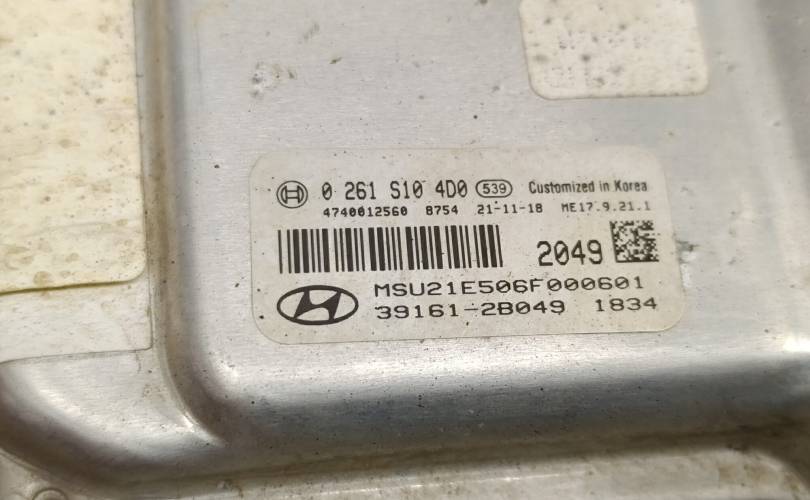 0 261 S10 4D0 539 Customized in Korea
4740012560 8754 21-11-18 ME17.9.21.1
2049
MSU21E506F000601
39161-2B049 1834